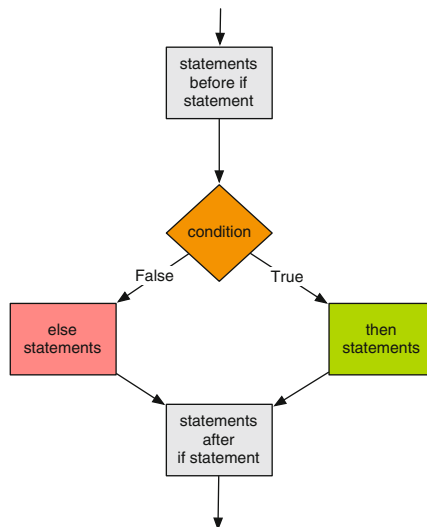 statements
before if
statement
condition
False
True
else
statements
then
statements
statements
after
if statement